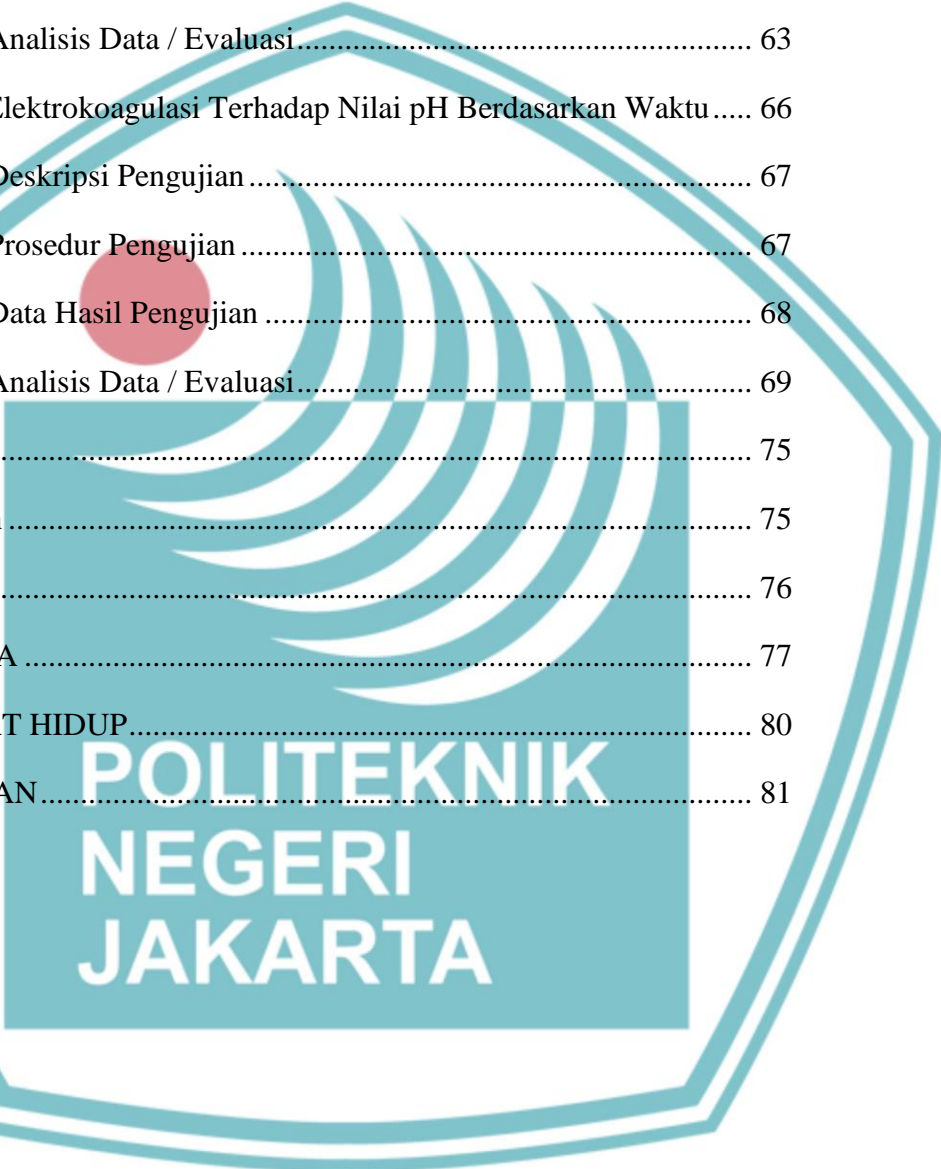 Analisis Data / Evaluasi.......................................................... 63
Elektrokoagulasi Terhadap Nilai pH Berdasarkan Waktu..... 66
Deskripsi Pengujian................................................................ 67
Prosedur Pengujian................................................................. 67
Data Hasil Pengujian.............................................................. 68
Analisis Data / Evaluasi.......................................................... 69
.................................................................................................... 75
.................................................................................................... 75
.................................................................................................... 76
A................................................................................................. 77
T HIDUP................................................................................... 80
AN............................................................................................... 81
POLITEKNIK
NEGERI
JAKARTA